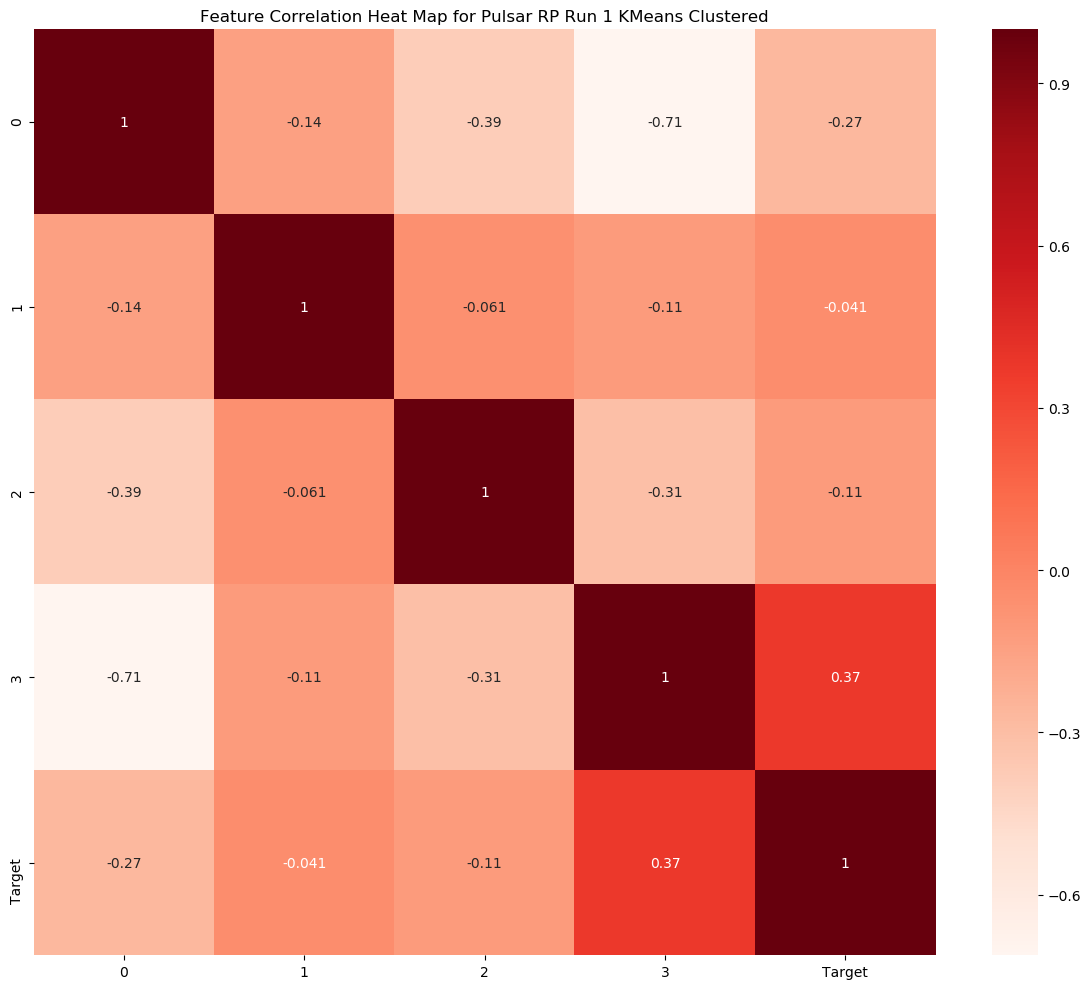 Feature Correlation Heat Map for Pulsar RP Run 1 KMeans Clustered
0 1 -0.14 -0.39 -0.71 -0.27
1 -0.14 1 -0.061 -0.11 -0.041
2 -0.39 -0.061 1 -0.31 -0.11
3 -0.71 -0.11 -0.31 1 0.37
Target -0.27 -0.041 -0.11 0.37 1
0 1 2 3 Target
0.9
0.6
0.3
0.0
−0.3
−0.6